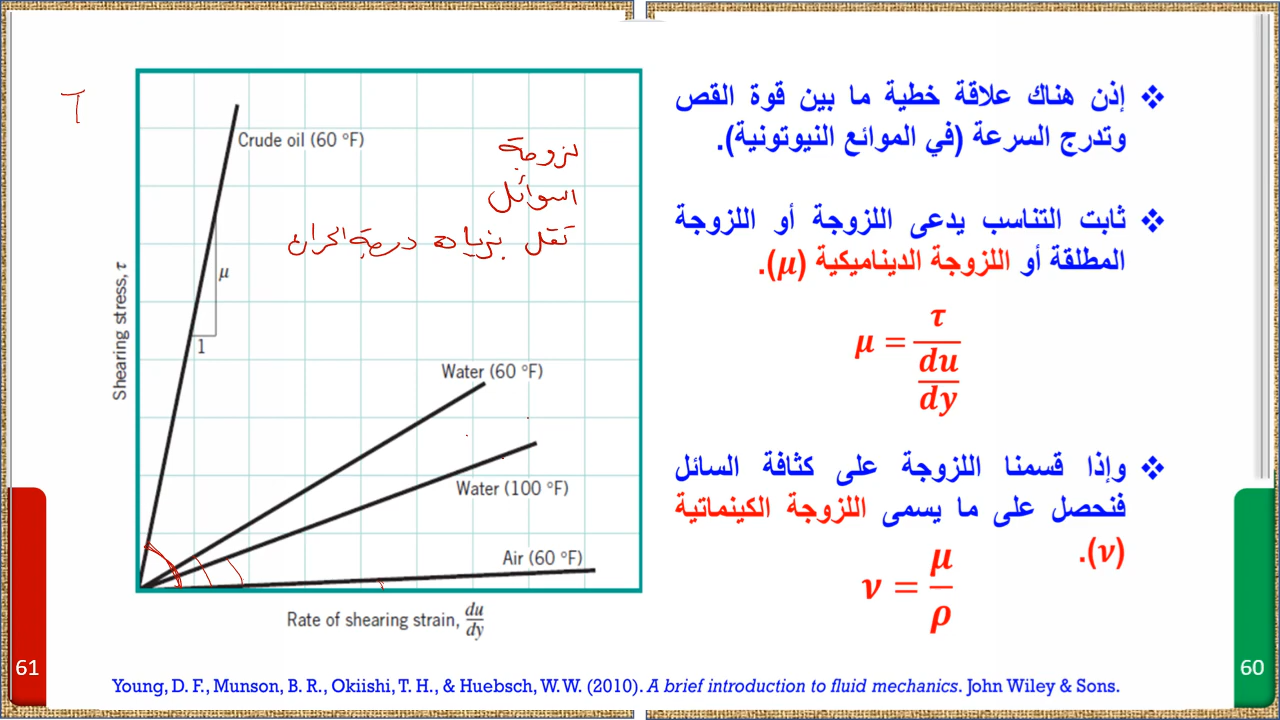 ❖ إذن هناك علاقة خطية ما بين قوة القص
وتدرج السرعة (في الموائع النيوتونية).
❖ ثابت التناسب يدعى اللزوجة أو اللزوجة
المطلقة أو اللزوجة الديناميكية (μ).
μ = τ / (du/dy)
❖ وإذا قسمنا اللزوجة على كثافة السائل
فنحصل على ما يسمى اللزوجة الكينماتية
(ν).
ν = μ/ρ
60
T
Crude oil (60 °F)
لزوجة
السوائل
تقل بزيادة درجة الحرارة
μ
1
Shearing stress, τ
Water (60 °F)
Water (100 °F)
Air (60 °F)
Rate of shearing strain, du/dy
61
Young, D. F., Munson, B. R., Okiishi, T. H., & Huebsch, W. W. (2010). A brief introduction to fluid mechanics. John Wiley & Sons.